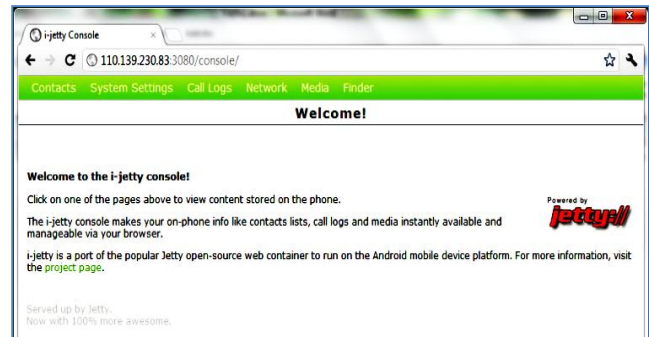 i-jetty Console
110.139.230.83:3080/console/
Contacts System Settings Call Logs Network Media Finder
Welcome!
Welcome to the i-jetty console!
Click on one of the pages above to view content stored on the phone.
Powered by
jetty://
The i-jetty console makes your on-phone info like contacts lists, call logs and media instantly available and
manageable via your browser.
i-jetty is a port of the popular Jetty open-source web container to run on the Android mobile device platform. For more information, visit
the project page.
Served up by Jetty.
Now with 100% more awesome.